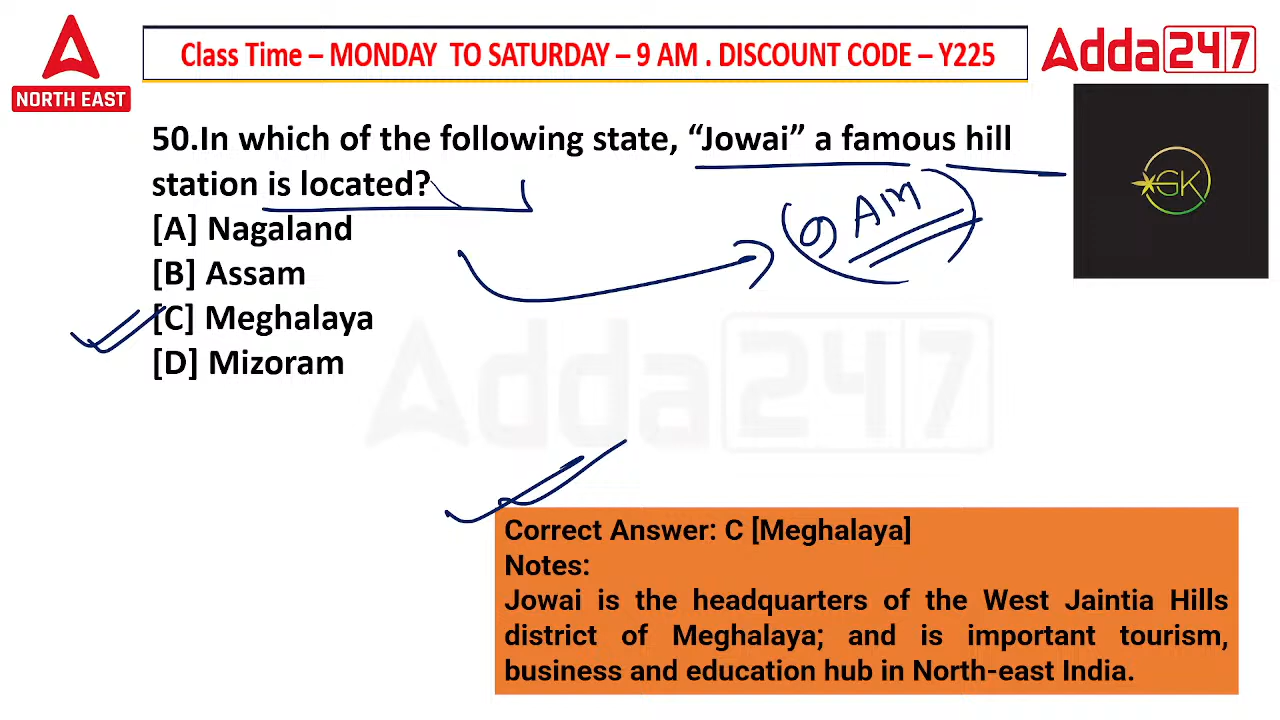 Class Time – MONDAY TO SATURDAY – 9 AM . DISCOUNT CODE – Y225
Adda247
NORTH EAST
50.In which of the following state, “Jowai” a famous hill
station is located?
GK
9 AM
[A] Nagaland
[B] Assam
[C] Meghalaya
[D] Mizoram
Adda247
Correct Answer: C [Meghalaya]
Notes:
Jowai is the headquarters of the West Jaintia Hills
district of Meghalaya; and is important tourism,
business and education hub in North-east India.